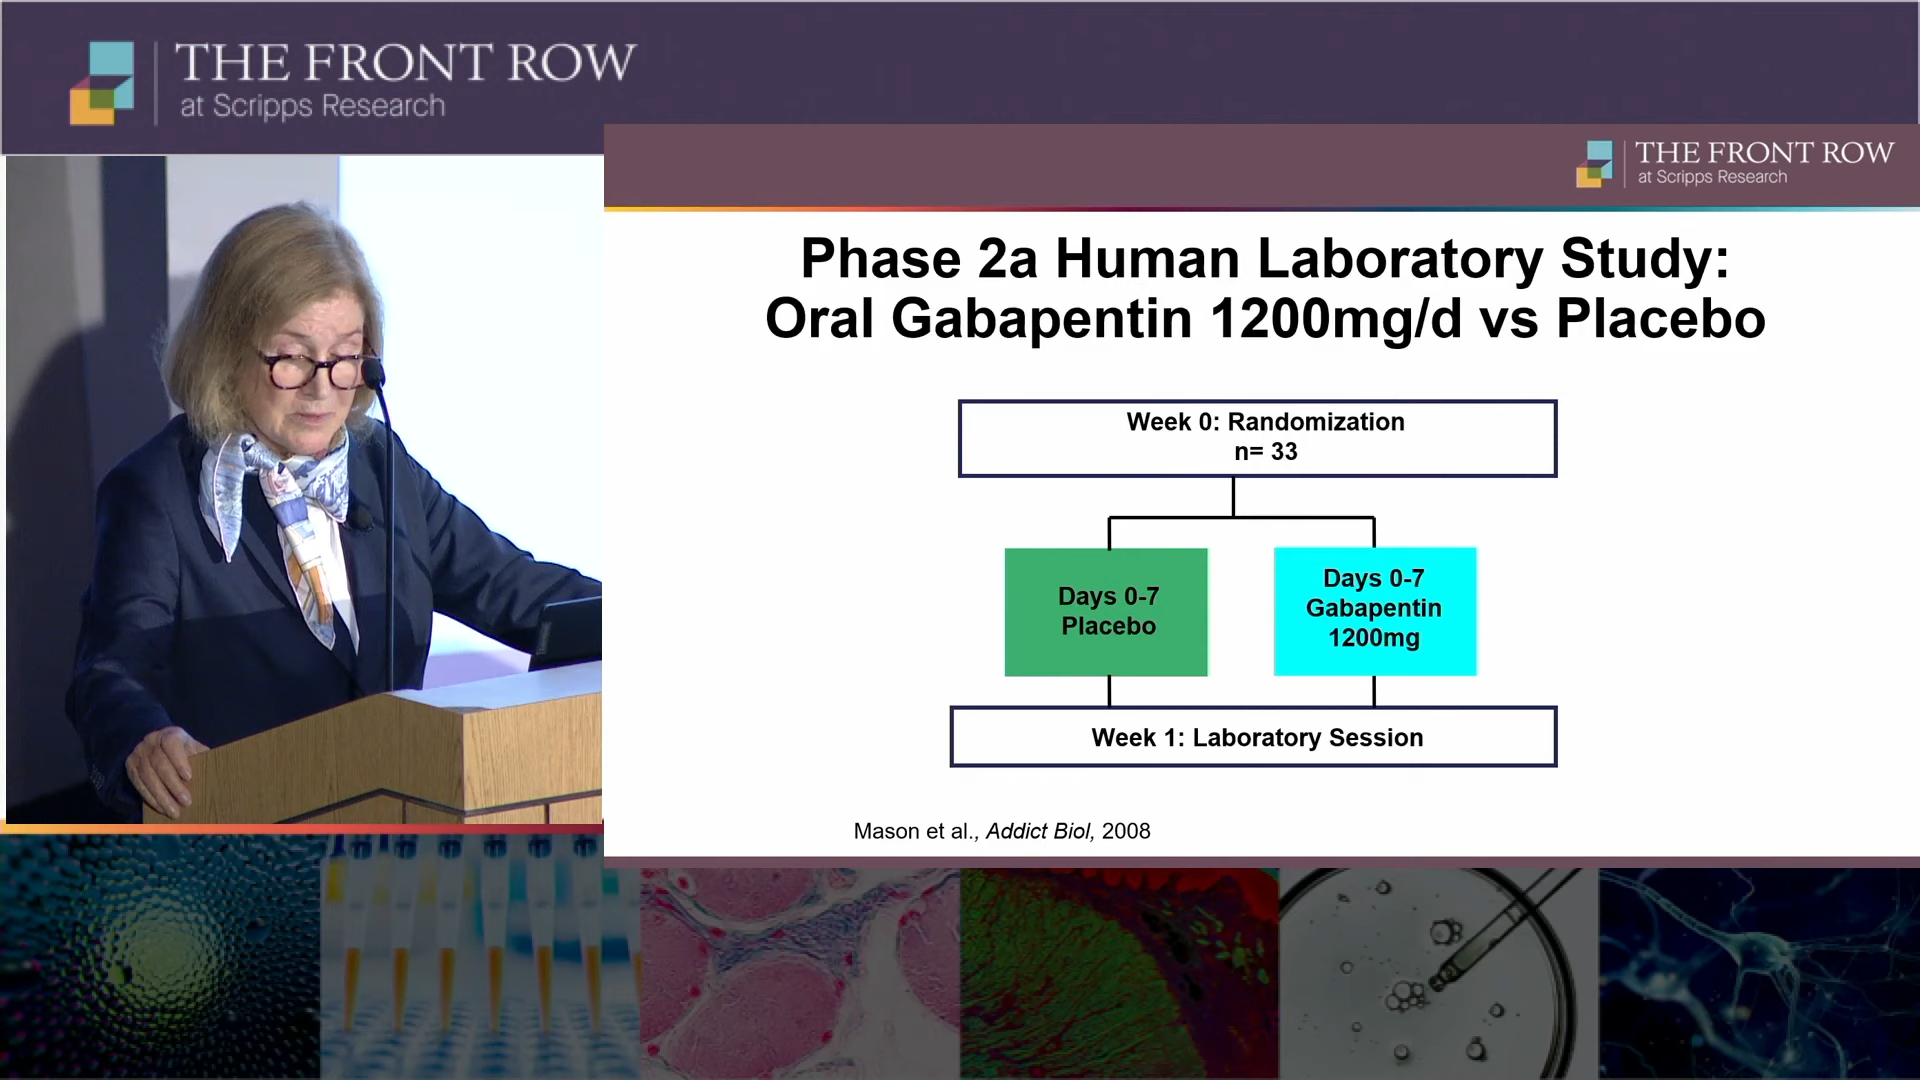 THE FRONT ROW
at Scripps Research
THE FRONT ROW
at Scripps Research
Phase 2a Human Laboratory Study:
Oral Gabapentin 1200mg/d vs Placebo
Week 0: Randomization
n= 33
Days 0-7
Placebo
Days 0-7
Gabapentin
1200mg
Week 1: Laboratory Session
Mason et al., Addict Biol, 2008